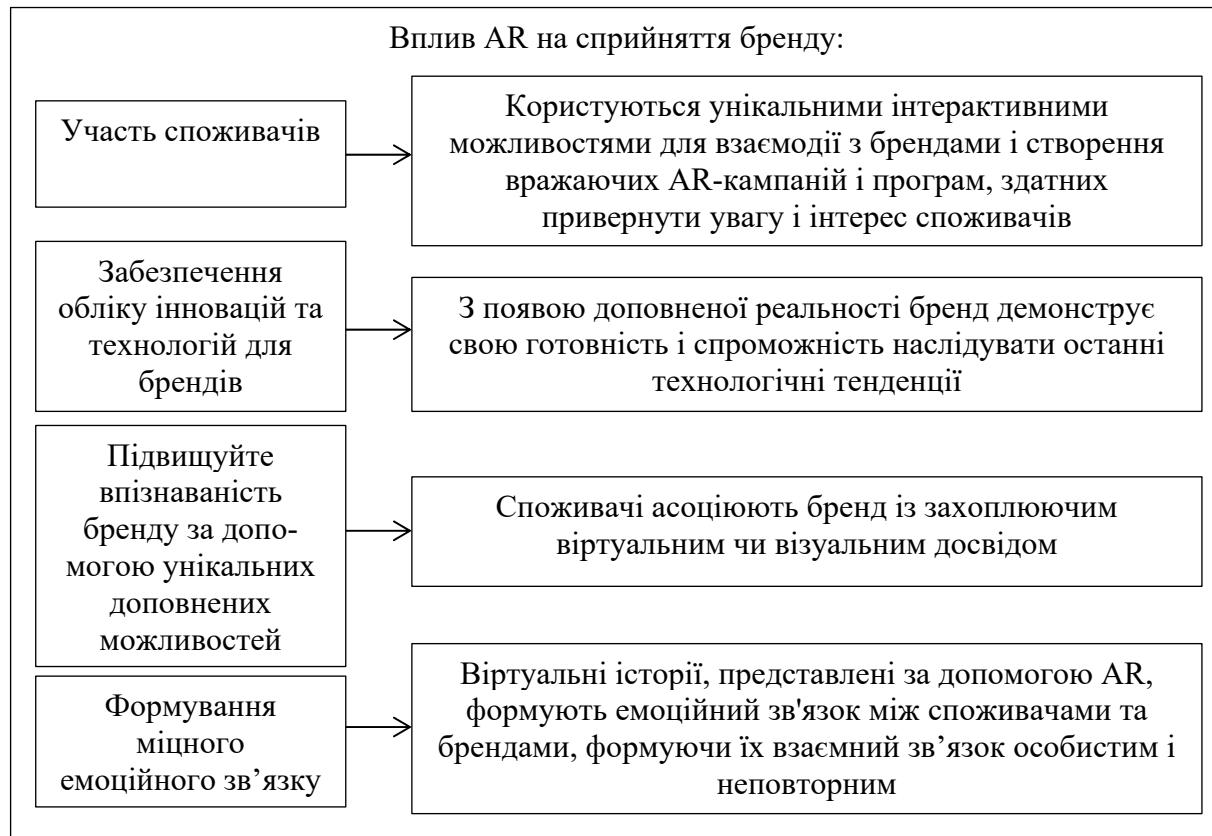 Вплив AR на сприйняття бренду:
Участь споживачів
Користуються унікальними інтерактивними
можливостями для взаємодії з брендами і створення
вражаючих AR-кампаній і програм, здатних
привернути увагу і інтерес споживачів
Забезпечення
обліку інновацій та
технологій для
брендів
З появою доповненої реальності бренд демонструє
свою готовність і спроможність наслідувати останні
технологічні тенденції
Підвищуйте
впізнаваність
бренду за допо-
могою унікальних
доповнених
можливостей
Споживачі асоціюють бренд із захоплюючим
віртуальним чи візуальним досвідом
Формування
міцного
емоційного зв’язку
Віртуальні історії, представлені за допомогою AR,
формують емоційний зв'язок між споживачами та
брендами, формуючи їх взаємний зв’язок особистим і
неповторним